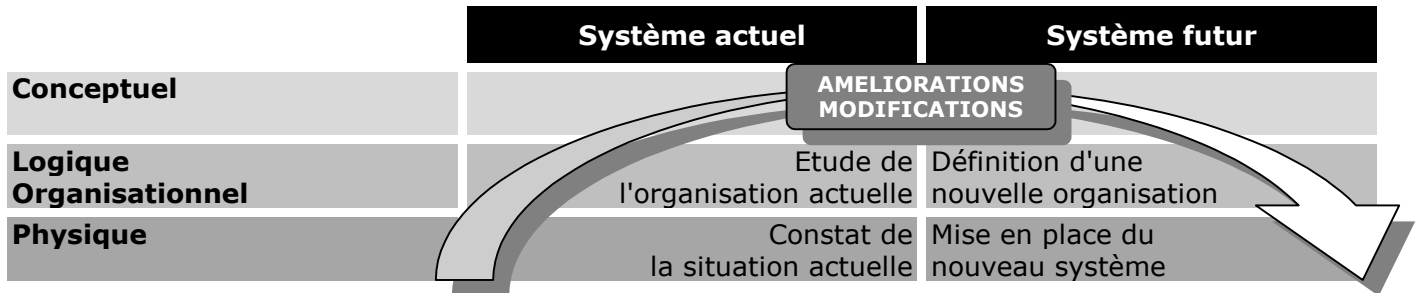 Système actuel
Système futur
Conceptuel
AMELIORATIONS
MODIFICATIONS
Logique
Organisationnel
Etude de
l'organisation actuelle
Définition d'une
nouvelle organisation
Physique
Constat de
la situation actuelle
Mise en place du
nouveau système